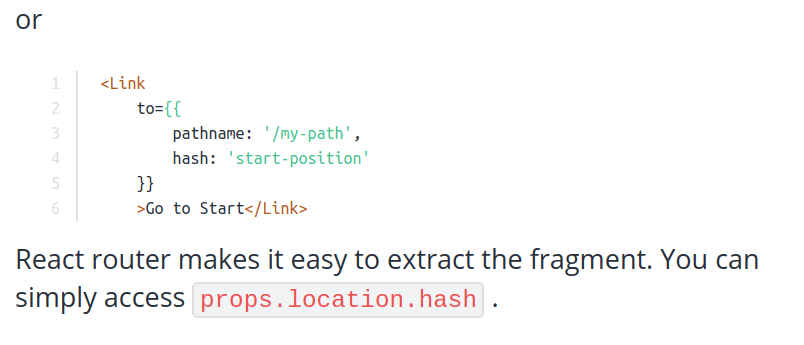 or
1 <Link
2 to={{
3 pathname: '/my-path',
4 hash: 'start-position'
5 }}
6 >Go to Start</Link>
React router makes it easy to extract the fragment. You can
simply access props.location.hash .